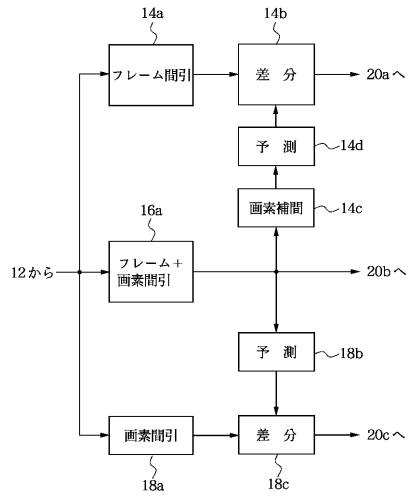 14a
14b
フレーム間引
差 分
20aへ
予 測
14d
画素補間
14c
16a
12から
フレーム+
画素間引
20bへ
予 測
18b
画素間引
差 分
20cへ
18a
18c